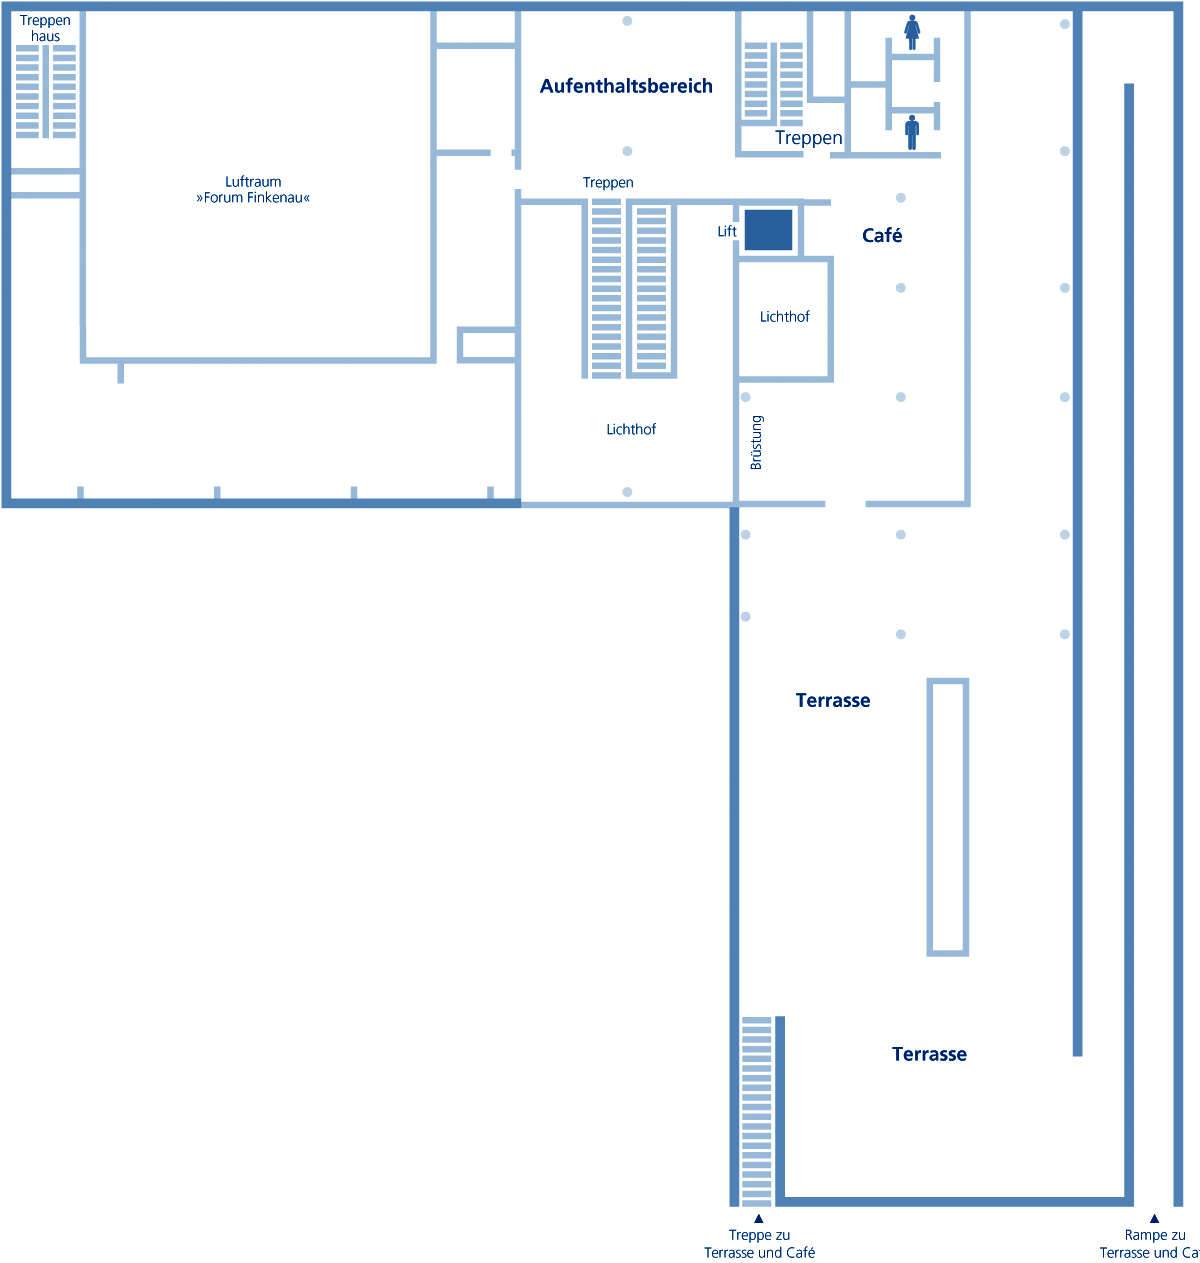 Treppen
haus
Aufenthaltsbereich
Treppen
Luftraum
»Forum Finkenau«
Treppen
Lift
Café
Lichthof
Brüstung
Lichthof
Terrasse
Terrasse
Treppe zu
Terrasse und Café
Rampe zu
Terrasse und Ca